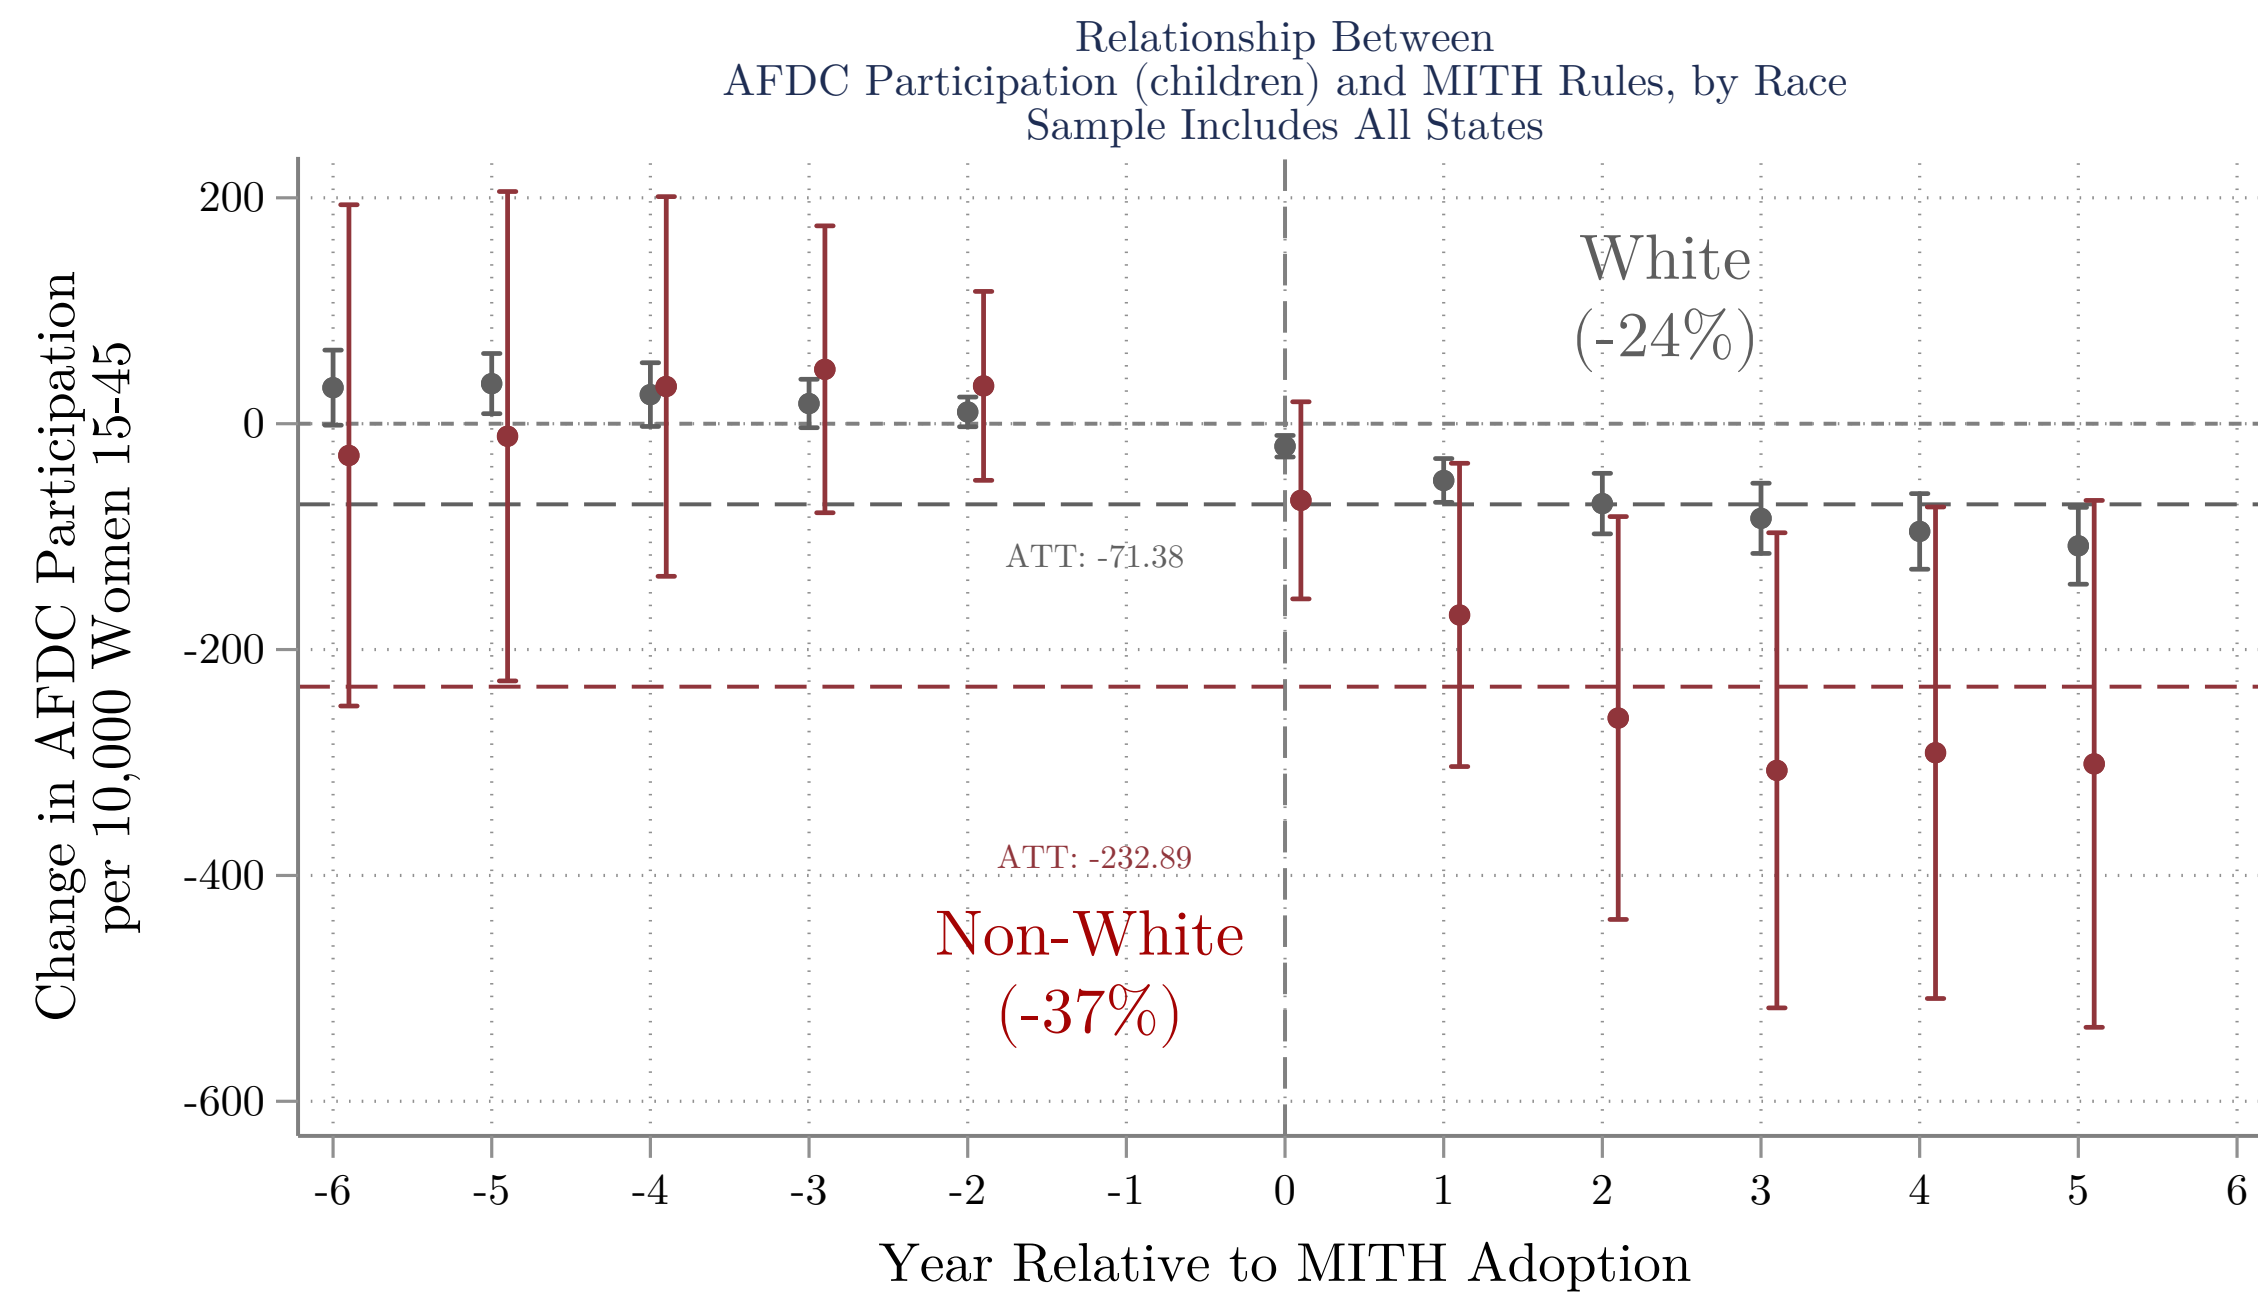 Relationship Between
AFDC Participation (children) and MITH Rules, by Race
Sample Includes All States
Change in AFDC Participation
per 10,000 Women 15-45
200
0
-200
-400
-600
White
(-24%)
ATT: -71.38
ATT: -232.89
Non-White
(-37%)
-6 -5 -4 -3 -2 -1 0 1 2 3 4 5 6
Year Relative to MITH Adoption